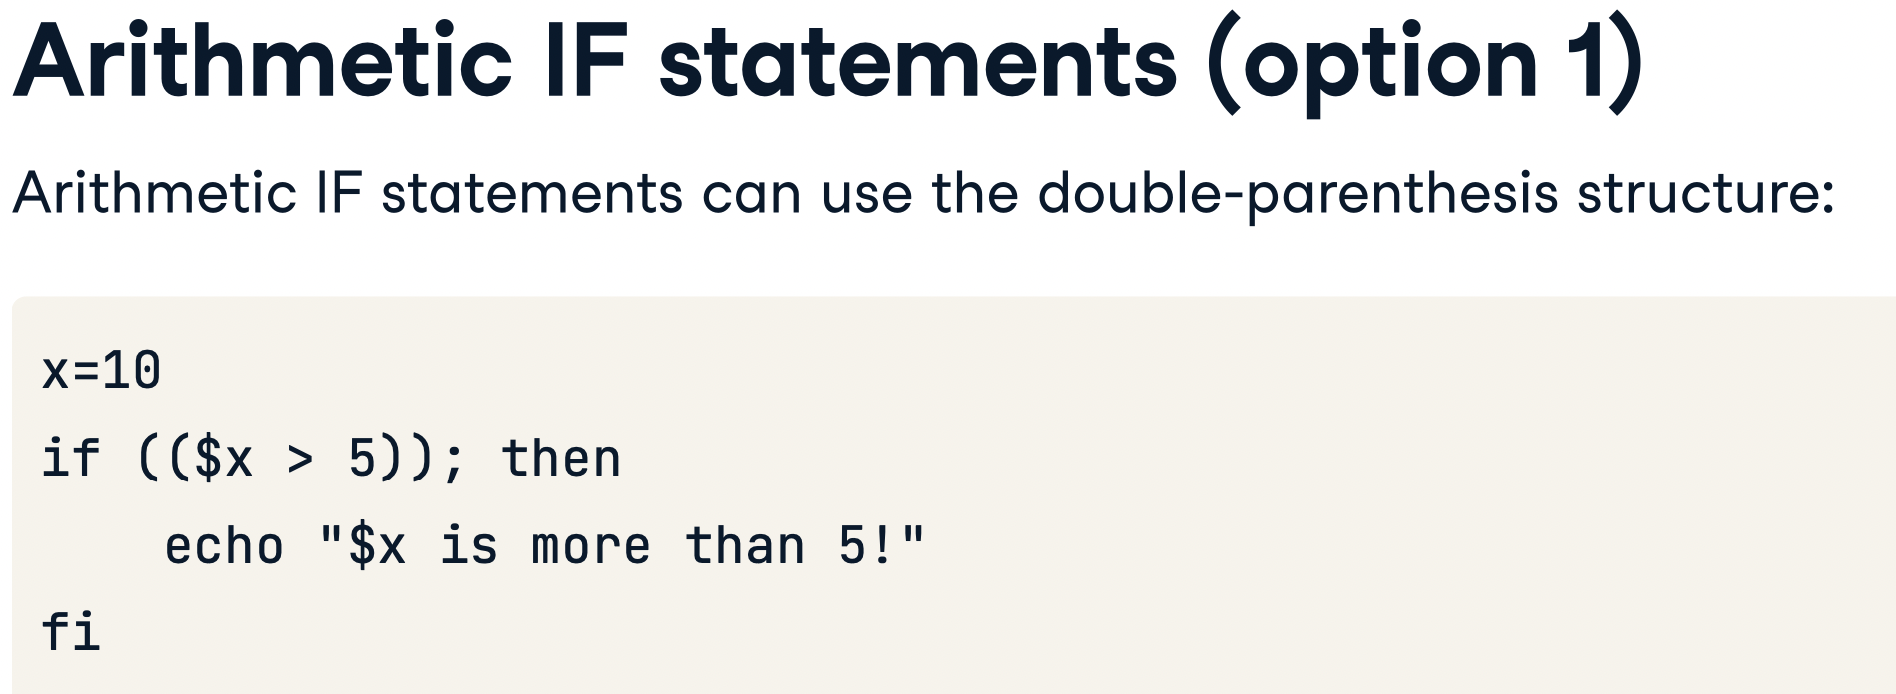 Arithmetic IF statements (option 1)
Arithmetic IF statements can use the double-parenthesis structure:
x=10
if (($x > 5)); then
    echo "$x is more than 5!"
fi